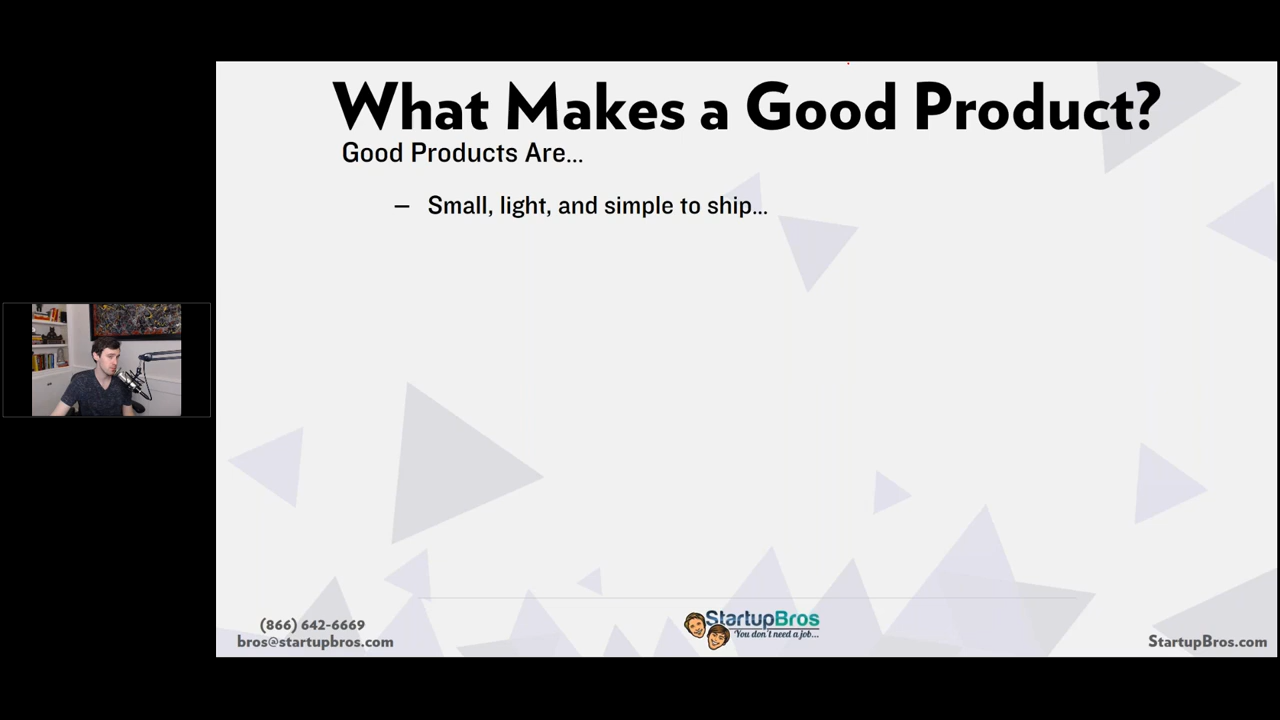 What Makes a Good Product?
Good Products Are...
– Small, light, and simple to ship...
(866) 642-6669
bros@startupbros.com
StartupBros
"You don't need a job...
StartupBros.com